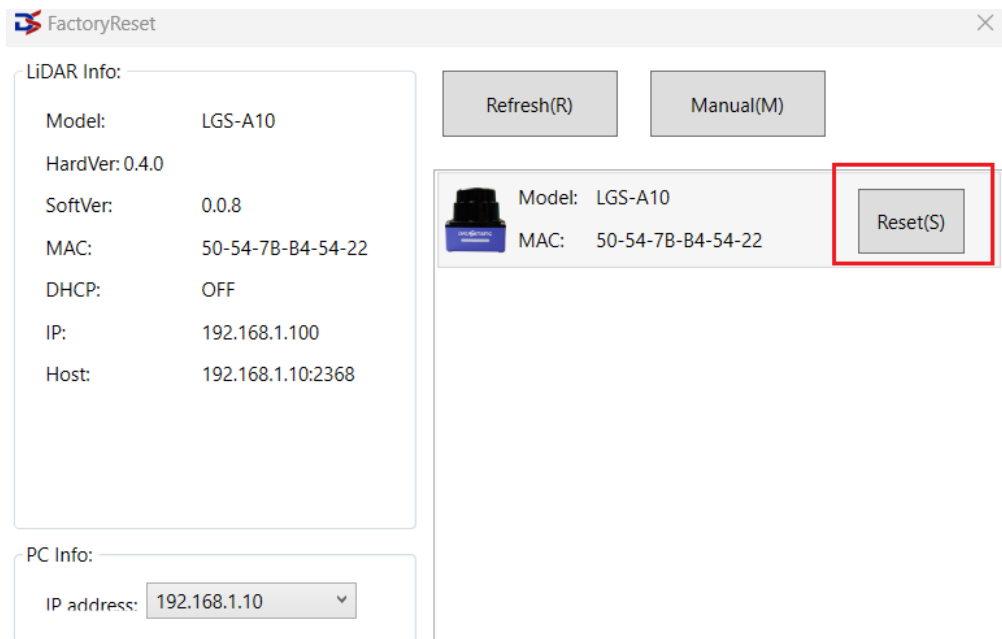 FactoryReset
LiDAR Info:
Model: LGS-A10
HardVer: 0.4.0
SoftVer: 0.0.8
MAC: 50-54-7B-B4-54-22
DHCP: OFF
IP: 192.168.1.100
Host: 192.168.1.10:2368
PC Info:
IP address: 192.168.1.10
Refresh(R) Manual(M)
Model: LGS-A10
MAC: 50-54-7B-B4-54-22
Reset(S)